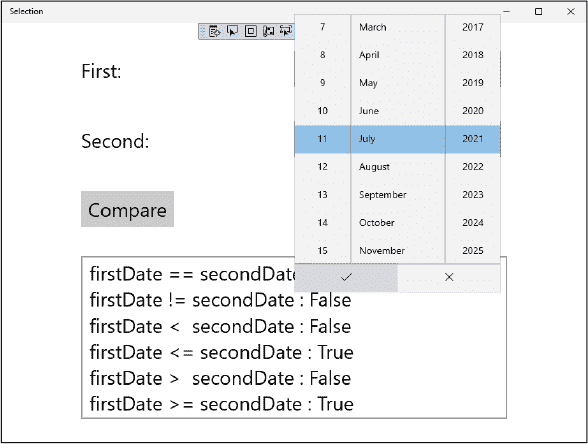 Selection
7 March 2017
8 April 2018
First:
9 May 2019
10 June 2020
Second:
11 July 2021
12 August 2022
13 September 2023
Compare
14 October 2024
15 November 2025
firstDate == secondDate
firstDate != secondDate : False
firstDate < secondDate : False
firstDate <= secondDate : True
firstDate > secondDate : False
firstDate >= secondDate : True